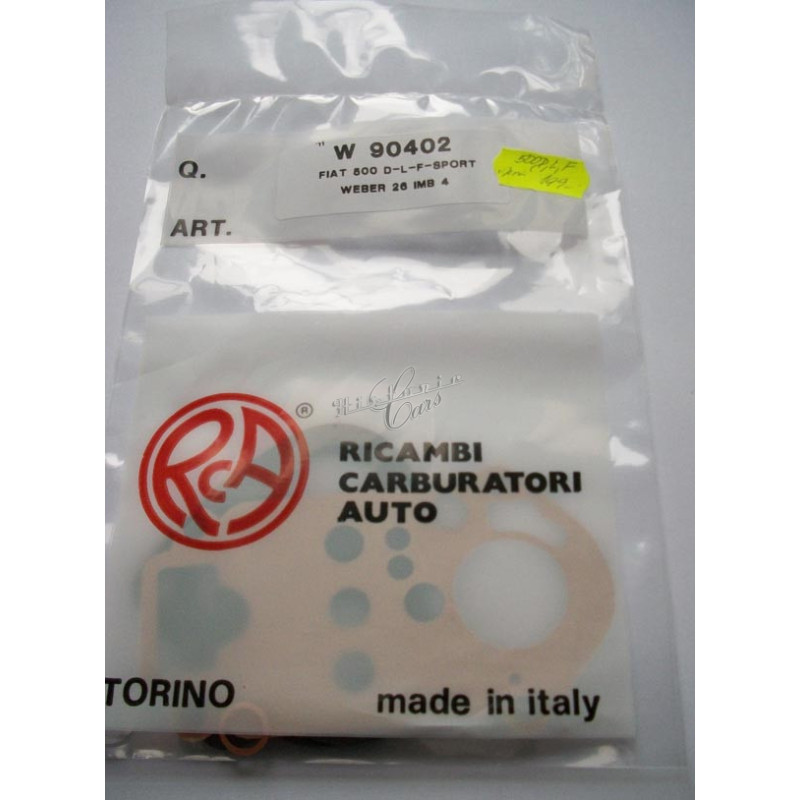 Q.
" W 90402
FIAT 500 D-L-F-SPORT
WEBER 26 IMB 4
ART.
500D,L,F
RCA ®
Historic
Cars
RICAMBI
CARBURATORI
AUTO
TORINO
made in italy